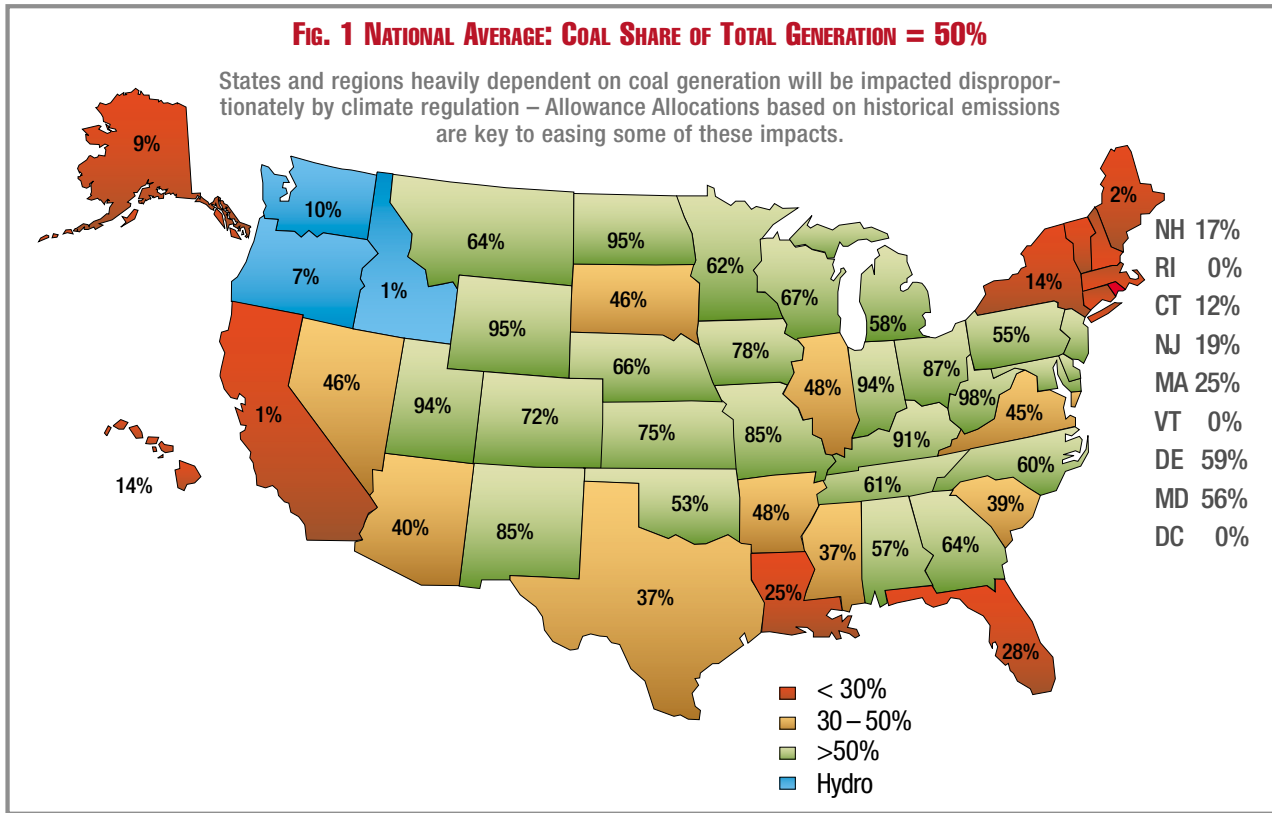 FIG. 1 NATIONAL AVERAGE: COAL SHARE OF TOTAL GENERATION = 50%
States and regions heavily dependent on coal generation will be impacted dispropor-
tionately by climate regulation – Allowance Allocations based on historical emissions
are key to easing some of these impacts.
9%
10%
7%
1%
64%
95%
95%
46%
62%
67%
58%
14%
2%
NH 17%
RI 0%
CT 12%
NJ 19%
MA 25%
VT 0%
DE 59%
MD 56%
DC 0%
1%
46%
94%
72%
66%
75%
78%
85%
48%
94%
87%
55%
98%
45%
91%
60%
61%
39%
14%
40%
85%
53%
48%
37%
57%
64%
37%
25%
28%
< 30%
30 – 50%
>50%
Hydro